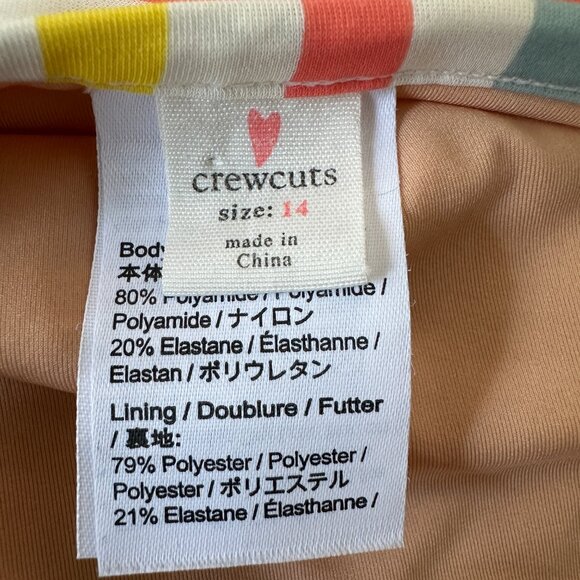 crewcuts
size: 14
made in
China
Body
本体
80% Polyamide / Polyamide /
Polyamide / ナイロン
20% Elastane / Élasthanne /
Elastan / ポリウレタン
Lining / Doublure / Futter
/ 裏地:
79% Polyester / Polyester /
Polyester / ポリエステル
21% Elastane / Élasthanne /